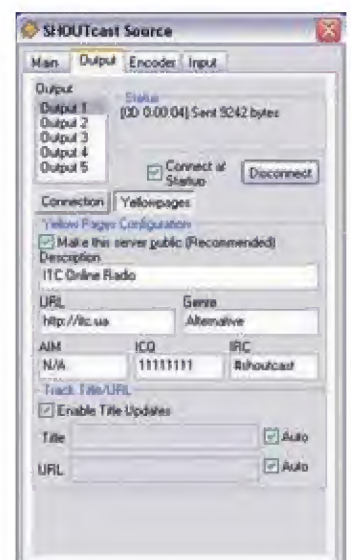 SHOUTcast Source
Main Output Encoder Input
Output
Output 1
Output 2
Output 3
Output 4
Output 5
Status
[0D 0:00:04] Sent 9242 bytes
Connect at Startup
Disconnect
Connection Yellowpages
Yellow Pages Configuration
Make this server public (Recommended)
Description
ITC Online Radio
URL Genre
http://itc.ua Alternative
AIM ICQ IRC
N/A 11111111 #shoutcast
Track Title/URL
Enable Title Updates
Title Auto
URL Auto